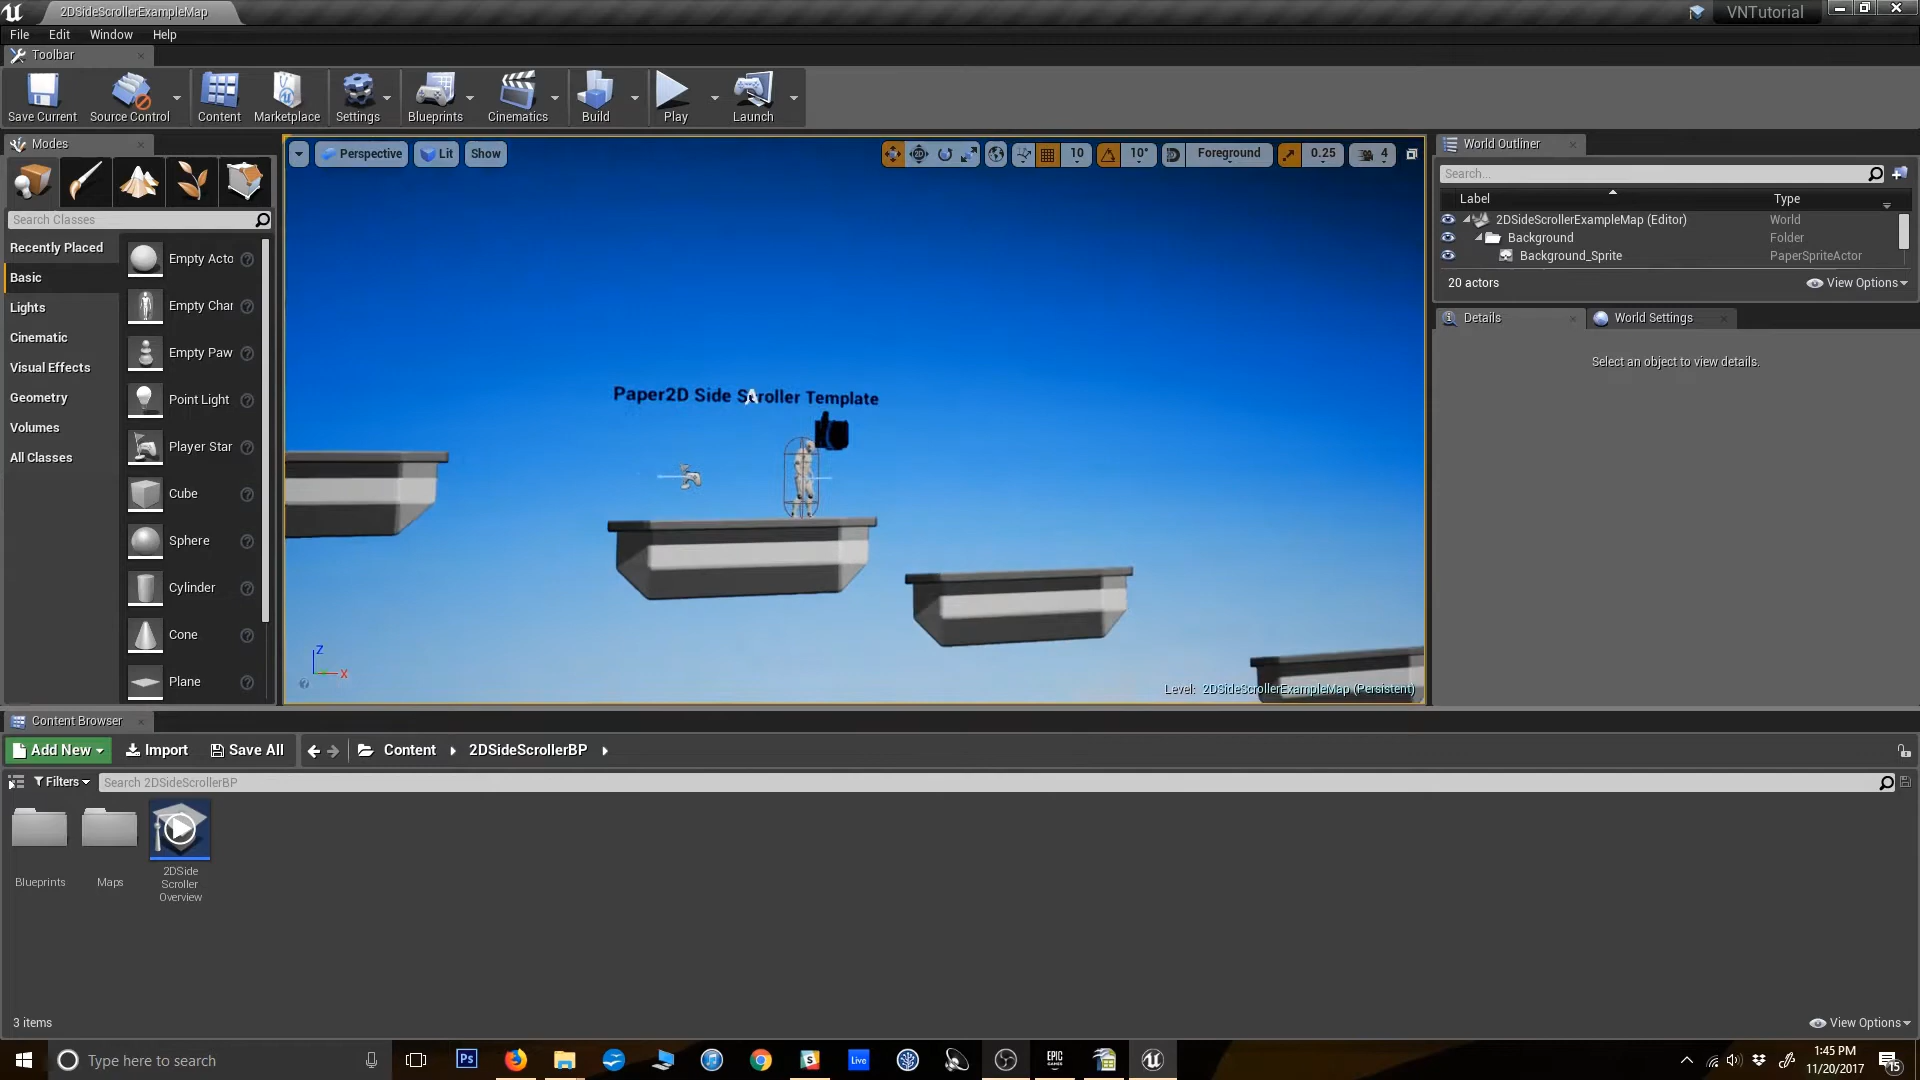 2DSideScrollerExampleMap
VNTutorial
File Edit Window Help
Toolbar
Save Current Source Control Content Marketplace Settings Blueprints Cinematics Build Play Launch
Modes
Search Classes
Recently Placed
Basic
Lights
Cinematic
Visual Effects
Geometry
Volumes
All Classes
Empty Acto
Empty Char
Empty Paw
Point Light
Player Star
Cube
Sphere
Cylinder
Cone
Plane
Perspective Lit Show
10 10° Foreground 0.25 4
Paper2D Side Scroller Template
Z
X
Level: 2DSideScrollerExampleMap (Persistent)
World Outliner
Search...
Label Type
2DSideScrollerExampleMap (Editor) World
Background Folder
Background_Sprite PaperSpriteActor
20 actors View Options
Details World Settings
Select an object to view details.
Content Browser
Add New Import Save All Content 2DSideScrollerBP
Filters Search 2DSideScrollerBP
Blueprints
Maps
2DSide
Scroller
Overview
3 items View Options
Type here to search
Ps
S
Live
EPIC
GAMES
1:45 PM
11/20/2017
15